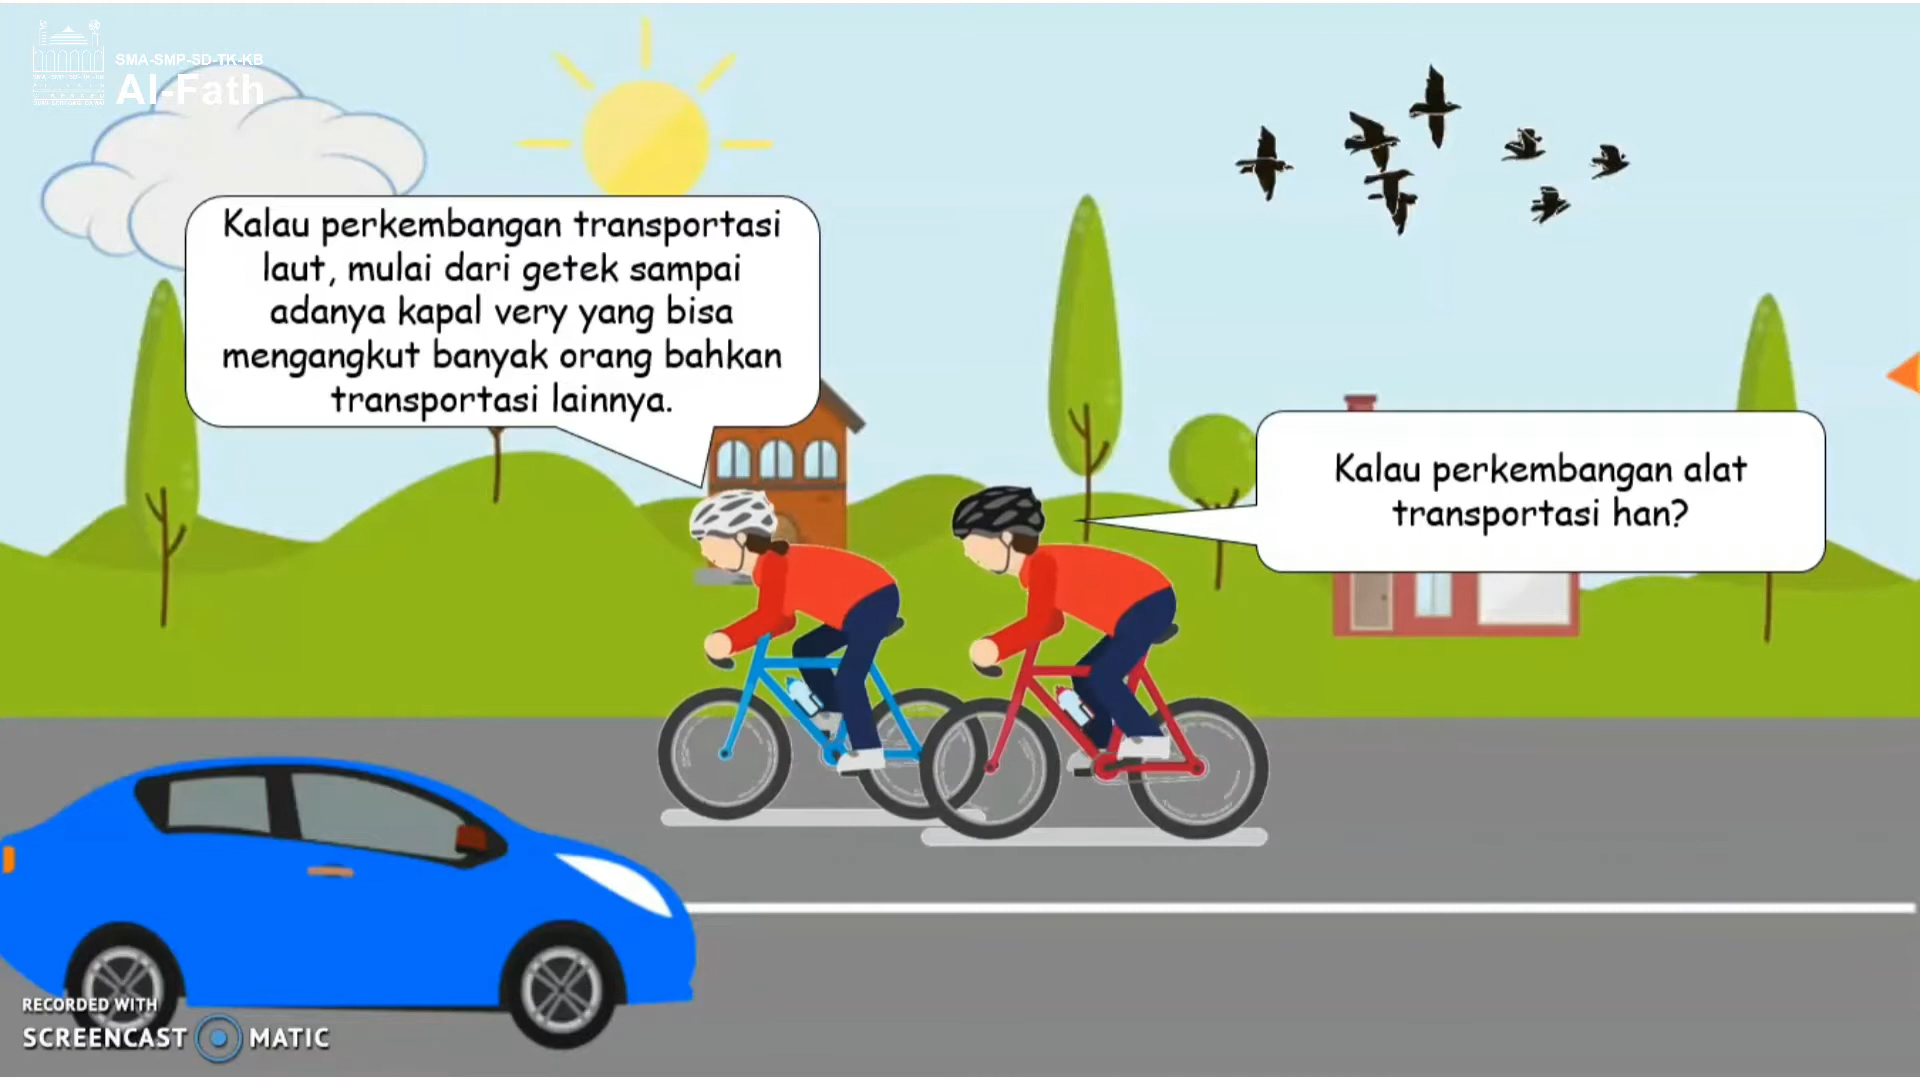 SMA-SMP-SD-TK-KB
Al-Fath
Kalau perkembangan transportasi
laut, mulai dari getek sampai
adanya kapal very yang bisa
mengangkut banyak orang bahkan
transportasi lainnya.
Kalau perkembangan alat
transportasi han?
RECORDED WITH
SCREENCAST MATIC